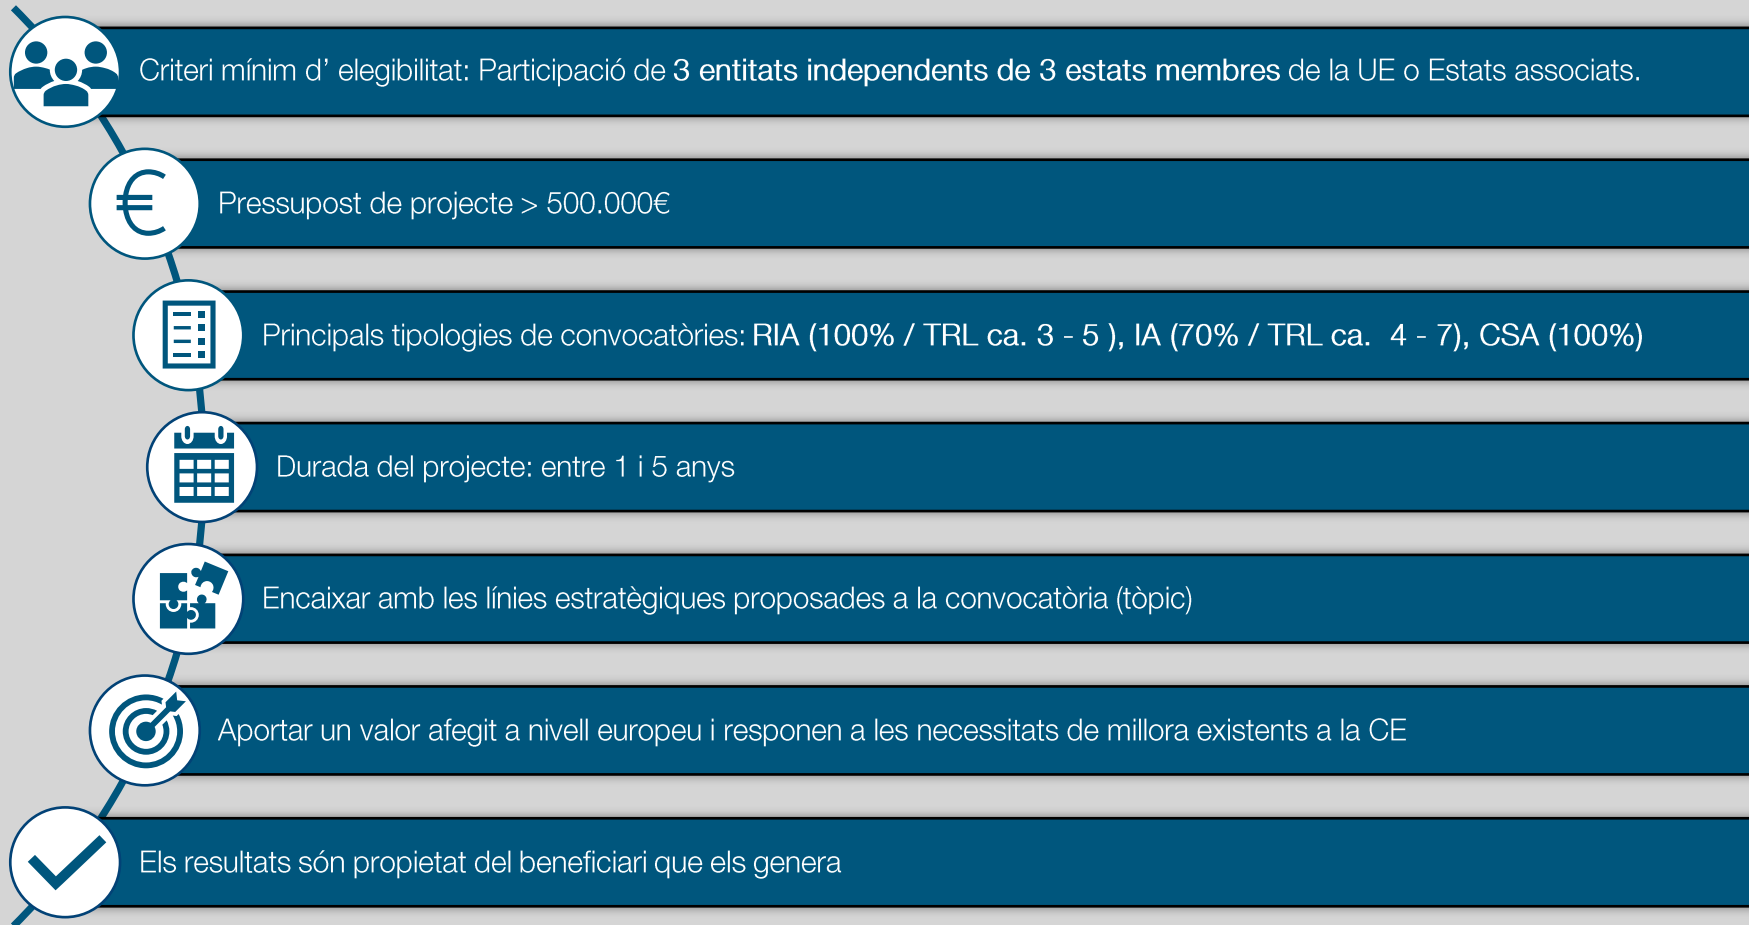 Criteri mínim d’ elegibilitat: Participació de 3 entitats independents de 3 estats membres de la UE o Estats associats.
€
Pressupost de projecte > 500.000€
Principals tipologies de convocatòries: RIA (100% / TRL ca. 3 - 5 ), IA (70% / TRL ca.  4 - 7), CSA (100%)
Durada del projecte: entre 1 i 5 anys
Encaixar amb les línies estratègiques proposades a la convocatòria (tòpic)
Aportar un valor afegit a nivell europeu i responen a les necessitats de millora existents a la CE
Els resultats són propietat del beneficiari que els genera